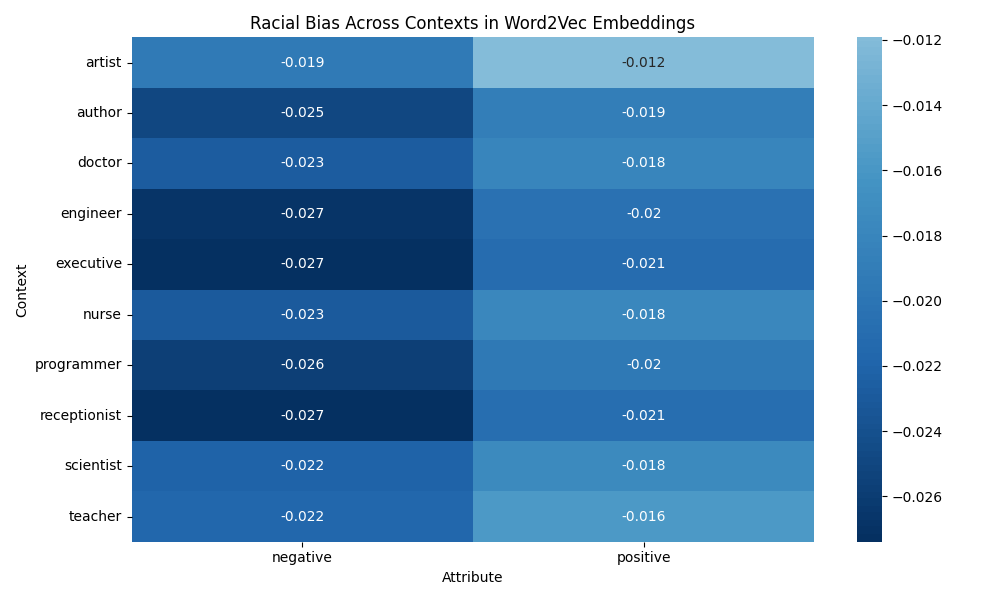 Racial Bias Across Contexts in Word2Vec Embeddings
Context
artist -0.019 -0.012
author -0.025 -0.019
doctor -0.023 -0.018
engineer -0.027 -0.02
executive -0.027 -0.021
nurse -0.023 -0.018
programmer -0.026 -0.02
receptionist -0.027 -0.021
scientist -0.022 -0.018
teacher -0.022 -0.016
negative positive
Attribute
−0.012
−0.014
−0.016
−0.018
−0.020
−0.022
−0.024
−0.026